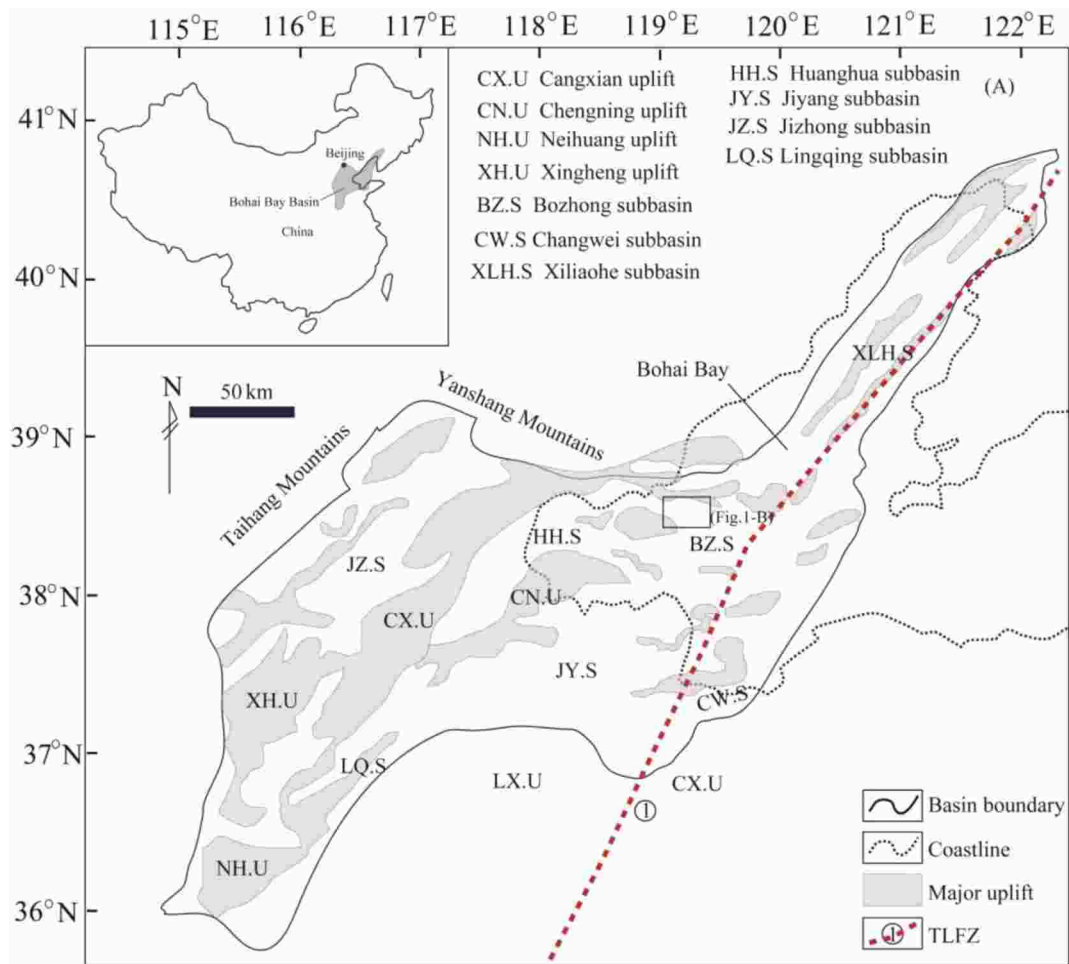 115°E 116°E 117°E 118°E 119°E 120°E 121°E 122°E
41°N
40°N
39°N
38°N
37°N
36°N
Beijing
Bohai Bay Basin
China
CX.U Cangxian uplift
CN.U Chengning uplift
NH.U Neihuang uplift
XH.U Xingheng uplift
BZ.S Bozhong subbasin
CW.S Changwei subbasin
XLH.S Xiliaohe subbasin
HH.S Huanghua subbasin
JY.S Jiyang subbasin
JZ.S Jizhong subbasin
LQ.S Lingqing subbasin
(A)
N
50 km
Taihang Mountains
Yanshang Mountains
Bohai Bay
XLH.S
(Fig.1-B)
BZ.S
HH.S
JZ.S
CN.U
CX.U
JY.S
XH.U
CW.S
LQ.S
LX.U
CX.U
①
NH.U
Basin boundary
Coastline
Major uplift
① TLFZ